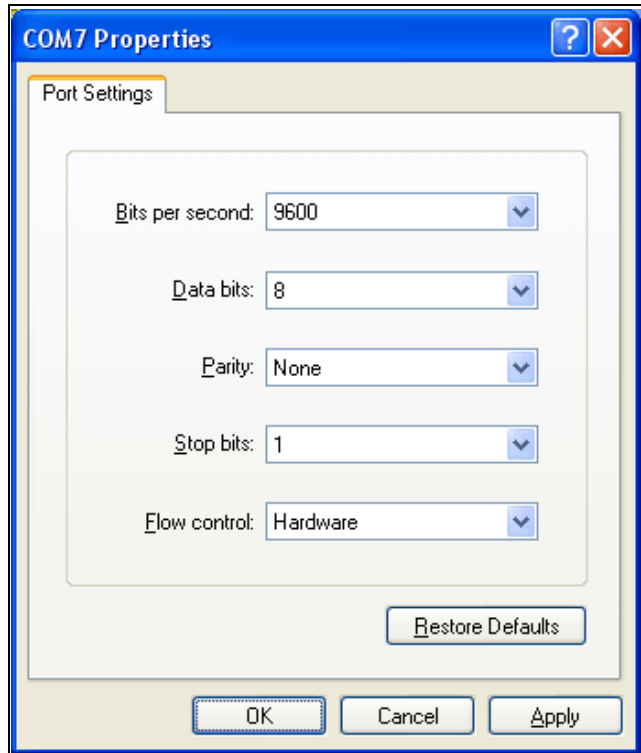 COM7 Properties
Port Settings
Bits per second: 9600
Data bits: 8
Parity: None
Stop bits: 1
Flow control: Hardware
Restore Defaults
OK Cancel Apply